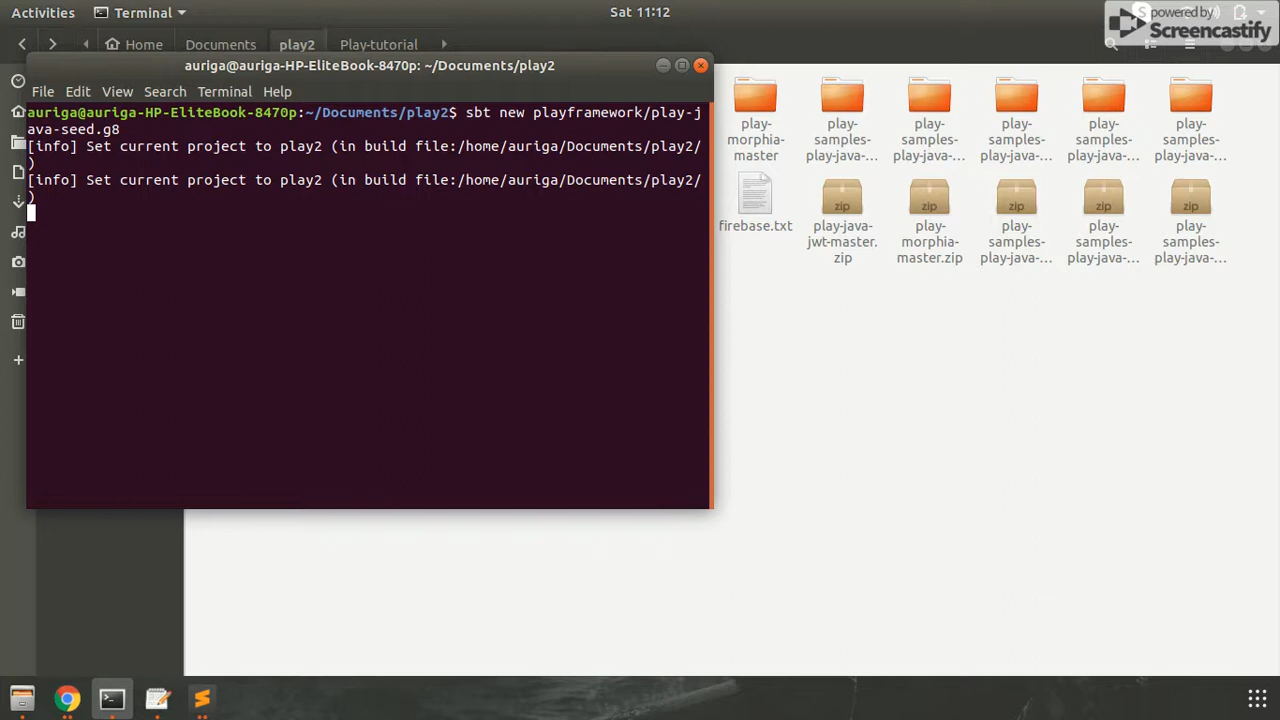 Activities
Terminal
Sat 11:12
powered by
Screencastify
Home
Documents
play2
Play-tutorial
auriga@auriga-HP-EliteBook-8470p: ~/Documents/play2
File Edit View Search Terminal Help
auriga@auriga-HP-EliteBook-8470p:~/Documents/play2$ sbt new playframework/play-j
ava-seed.g8
[info] Set current project to play2 (in build file:/home/auriga/Documents/play2/
)
[info] Set current project to play2 (in build file:/home/auriga/Documents/play2/
)
play-
morphia-
master
play-
samples-
play-java-...
play-
samples-
play-java-...
play-
samples-
play-java-...
play-
samples-
play-java-...
play-
samples-
play-java-...
firebase.txt
zip
play-java-
jwt-master.
zip
zip
play-
morphia-
master.zip
zip
play-
samples-
play-java-...
zip
play-
samples-
play-java-...
zip
play-
samples-
play-java-...